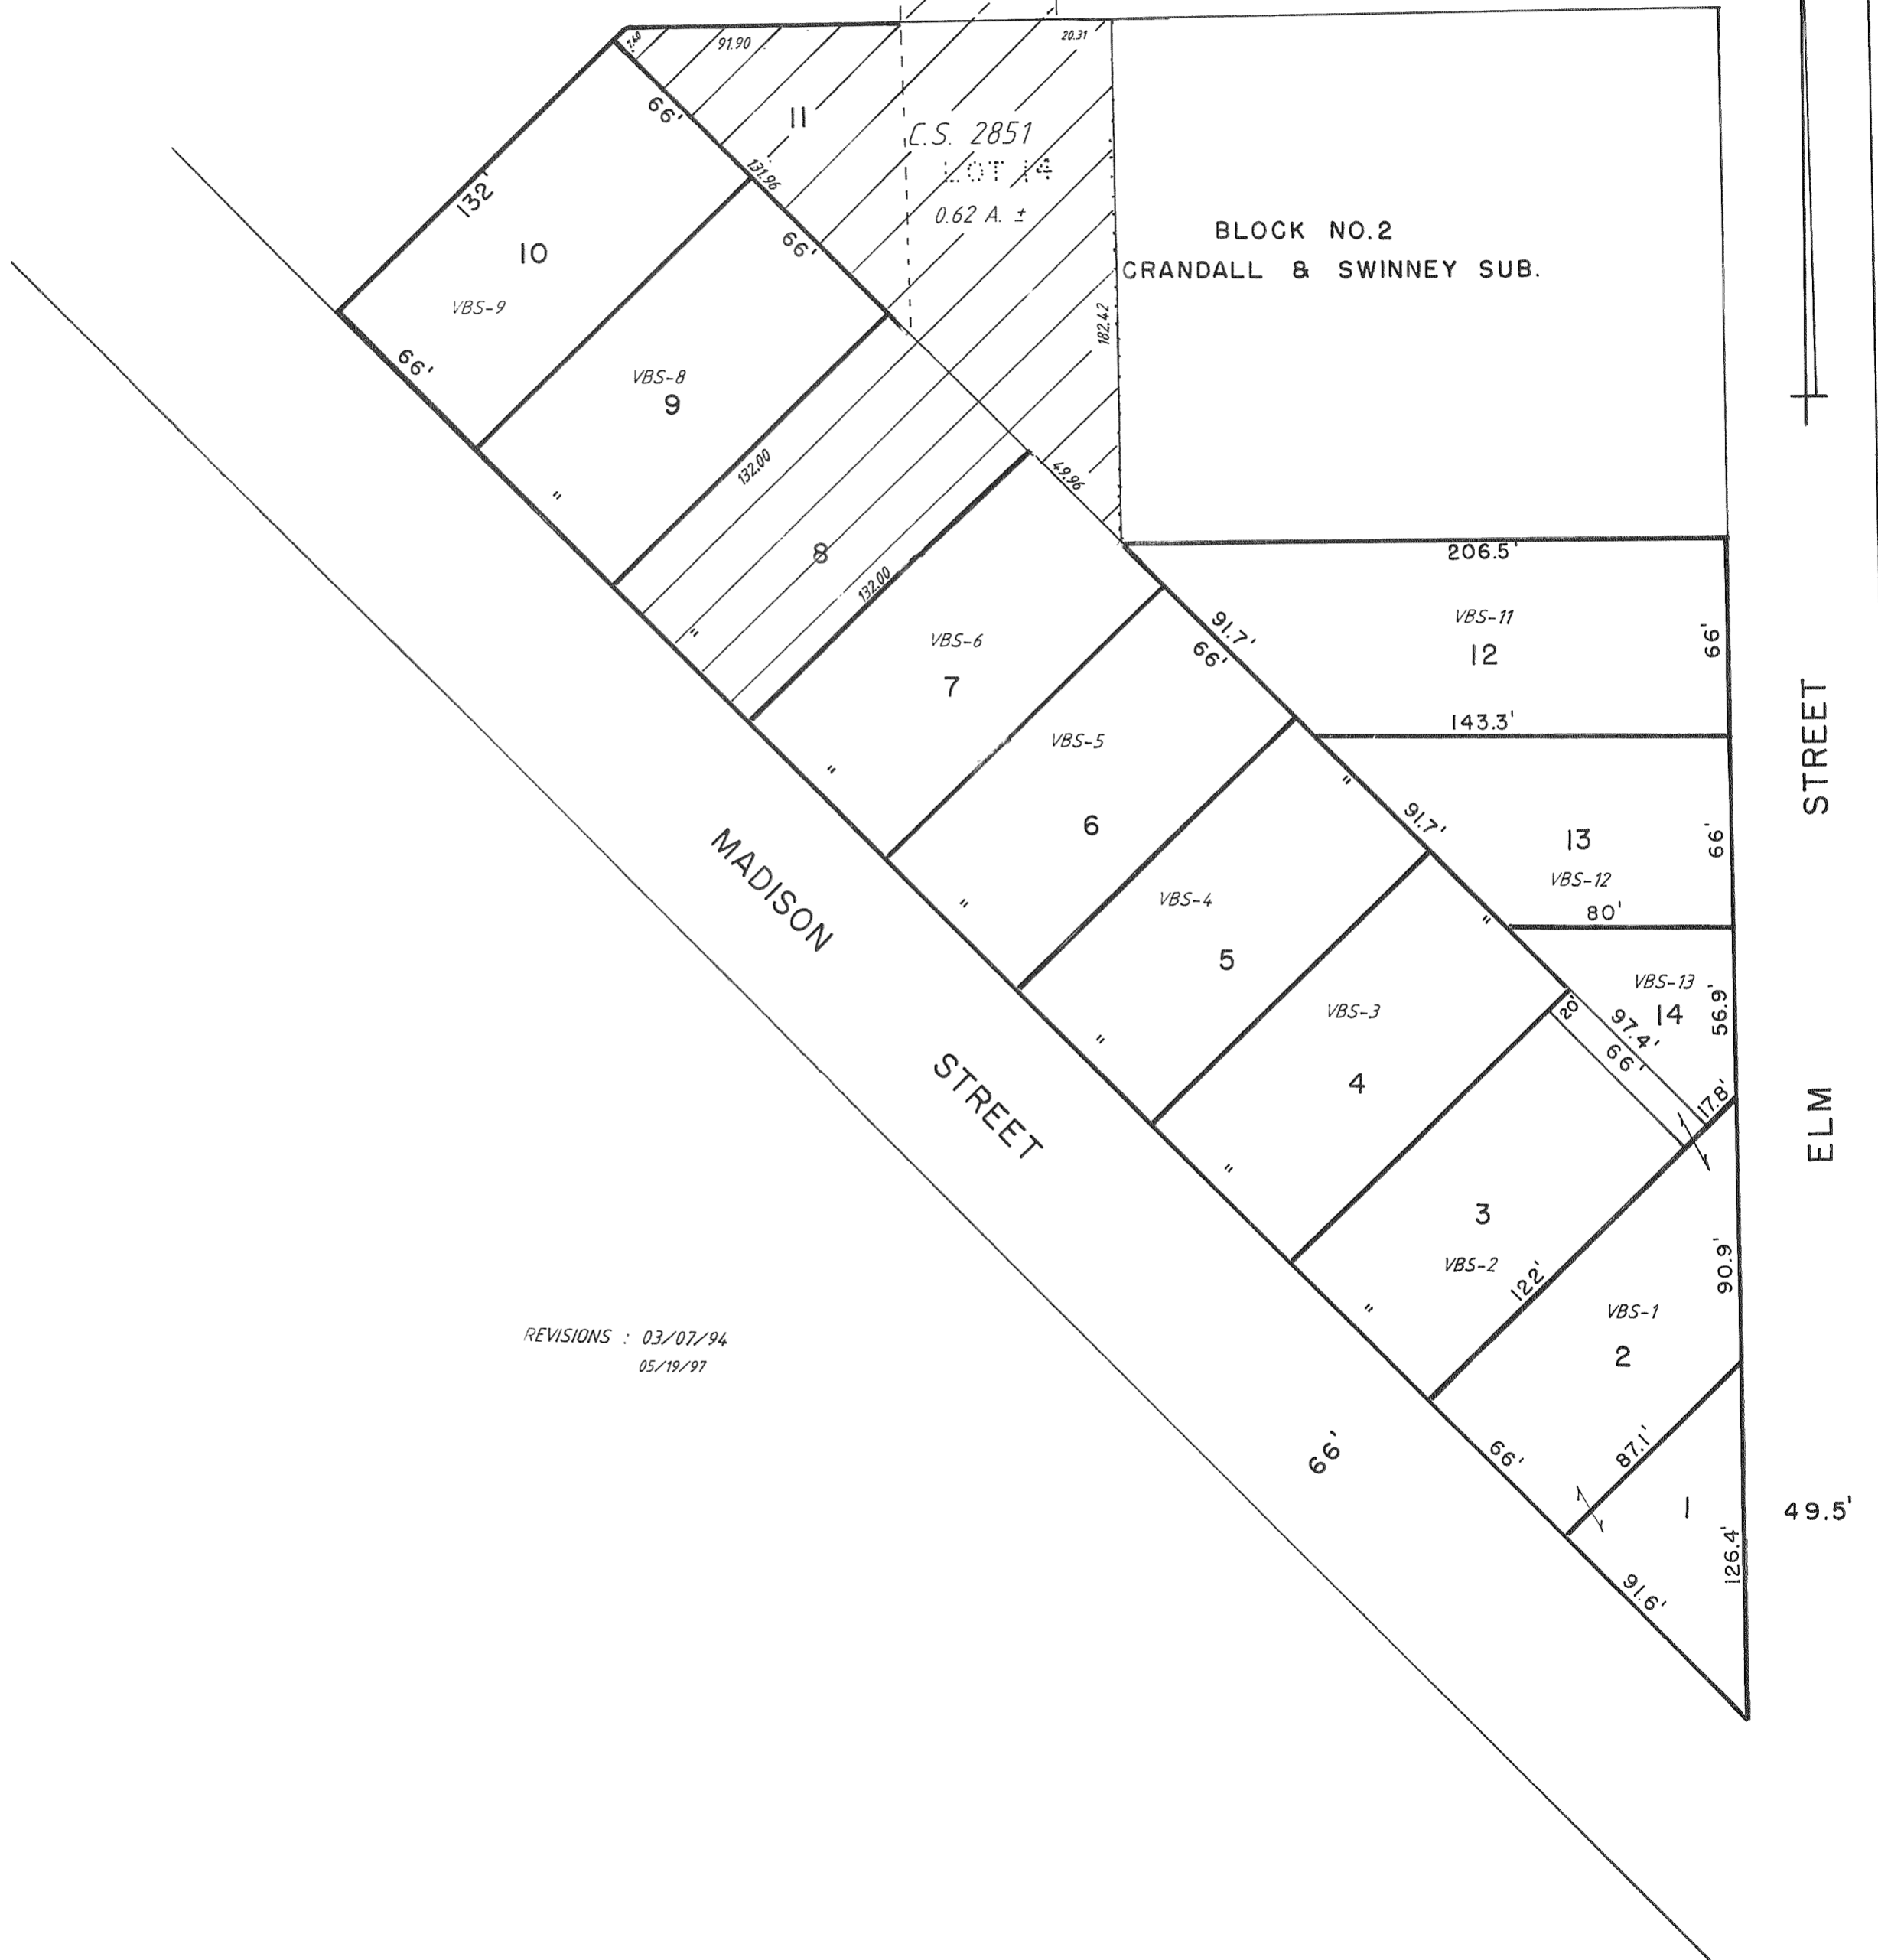 7.40
91.90
20.31
66'
11
C.S. 2851
LOT 14
0.62 A. ±
131.96
132'
10
VBS-9
66'
66'
BLOCK NO.2
CRANDALL & SWINNEY SUB.
182.42
VBS-8
9
"
132.00
49.96
8
132.00
"
206.5'
VBS-11
12
66'
143.3'
91.7'
66'
VBS-6
7
"
VBS-5
6
"
"
91.7'
13
VBS-12
66'
80'
STREET
MADISON
VBS-4
5
"
"
VBS-13
14
56.9'
97.4'
66'
20'
17.8'
VBS-3
4
"
STREET
ELM
3
VBS-2
122'
"
90.9'
VBS-1
2
REVISIONS : 03/07/94
05/19/97
66'
66'
87.1'
1
49.5'
126.4'
91.6'